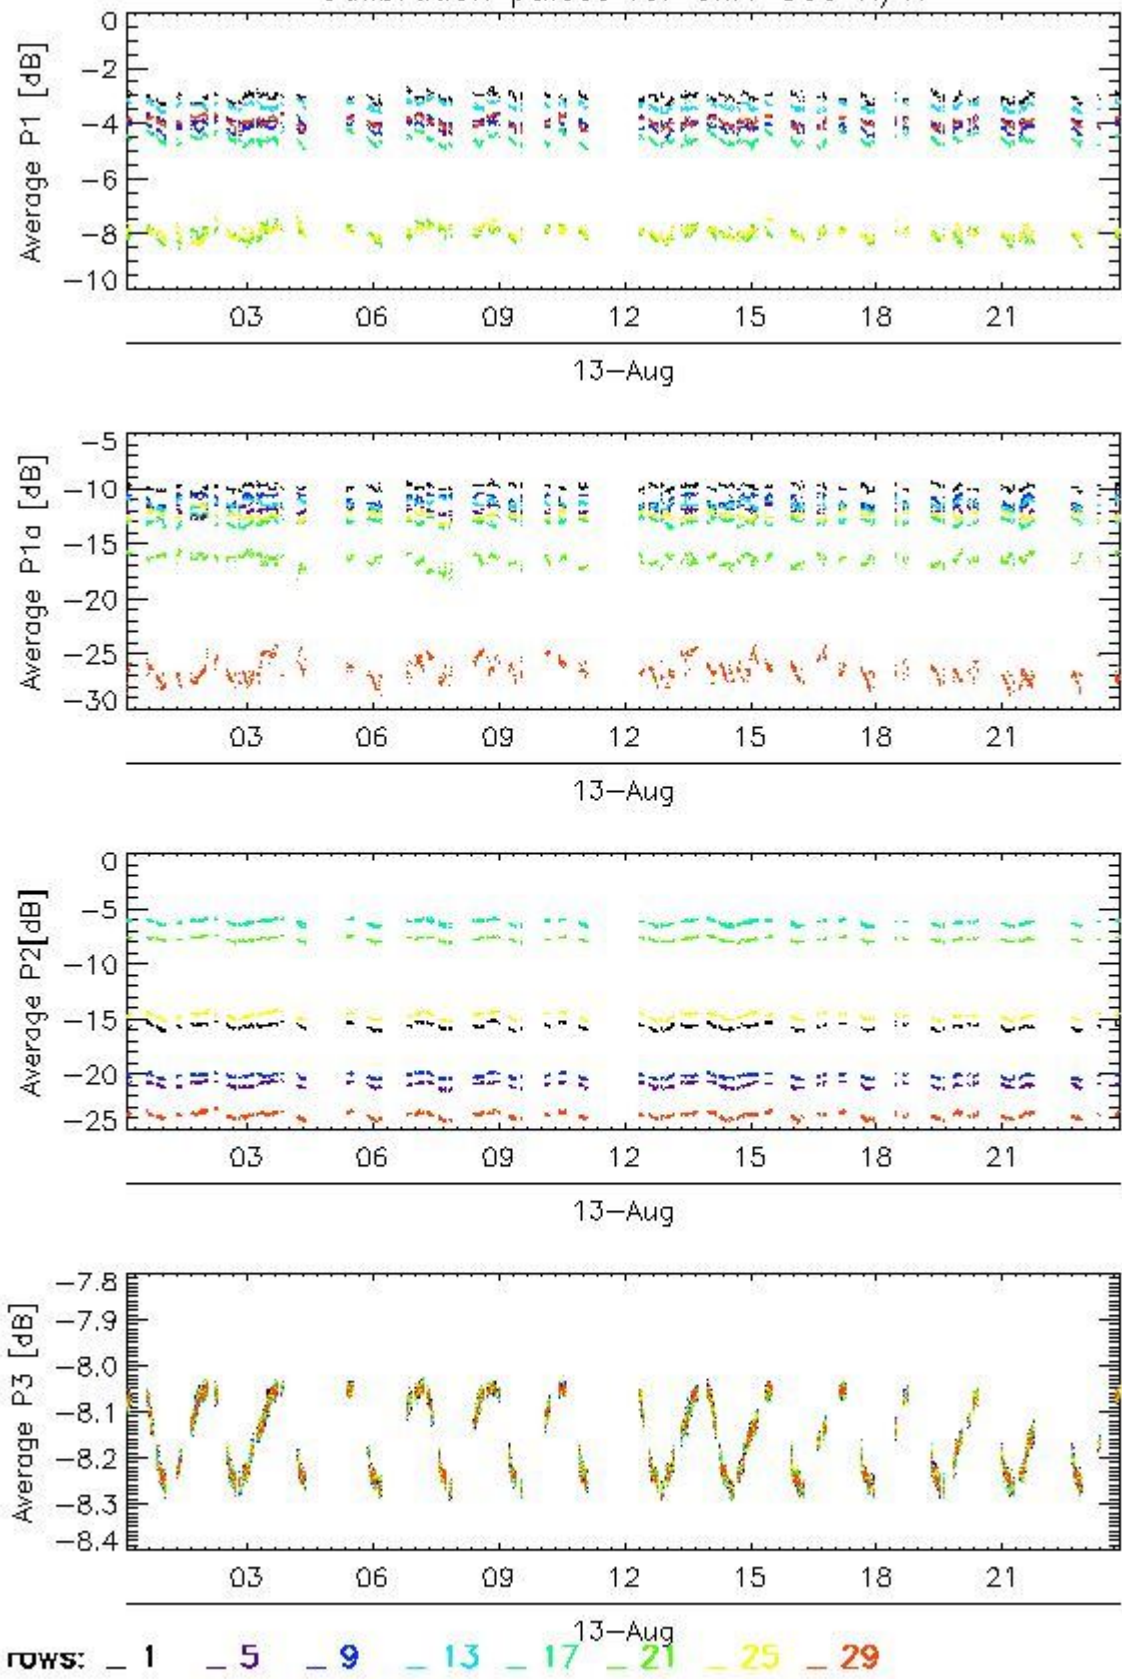 Average P1 [dB]
0
−2
−4
−6
−8
−10
03 06 09 12 15 18 21
13−Aug
Average P1a [dB]
−5
−10
−15
−20
−25
−30
03 06 09 12 15 18 21
13−Aug
Average P2[dB]
0
−5
−10
−15
−20
−25
03 06 09 12 15 18 21
13−Aug
Average P3 [dB]
−7.8
−7.9
−8.0
−8.1
−8.2
−8.3
−8.4
03 06 09 12 15 18 21
13−Aug
rows: _ 1 _ 5 _ 9 _ 13 _ 17 _ 21 _ 25 _ 29